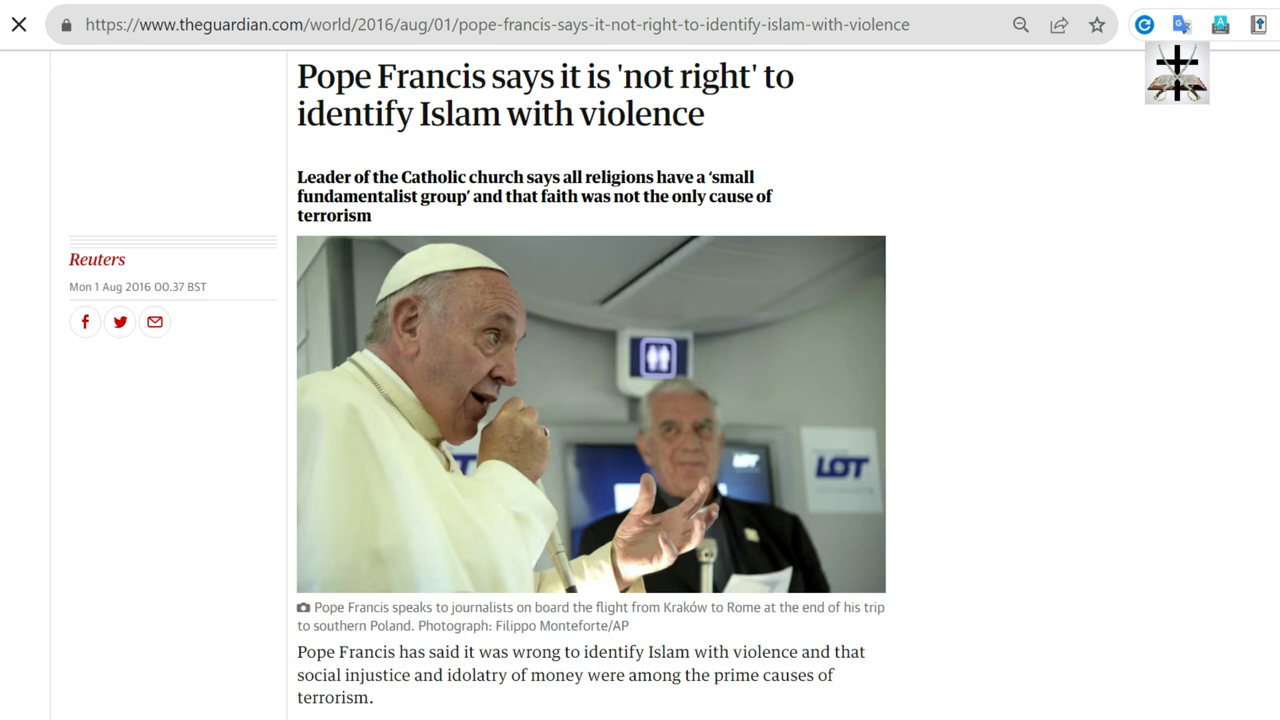 https://www.theguardian.com/world/2016/aug/01/pope-francis-says-it-not-right-to-identify-islam-with-violence
Pope Francis says it is 'not right' to
identify Islam with violence
Leader of the Catholic church says all religions have a ‘small
fundamentalist group’ and that faith was not the only cause of
terrorism
Reuters
Mon 1 Aug 2016 00.37 BST
LOT
LOT
Pope Francis speaks to journalists on board the flight from Kraków to Rome at the end of his trip
to southern Poland. Photograph: Filippo Monteforte/AP
Pope Francis has said it was wrong to identify Islam with violence and that
social injustice and idolatry of money were among the prime causes of
terrorism.